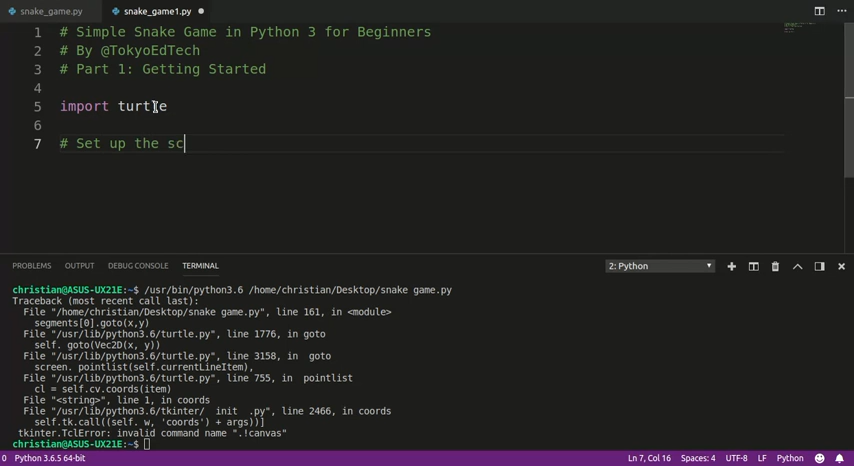 snake_game.py
snake_game1.py
1 # Simple Snake Game in Python 3 for Beginners
2 # By @TokyoEdTech
3 # Part 1: Getting Started
4
5 import turtle
6
7 # Set up the sc
PROBLEMS OUTPUT DEBUG CONSOLE TERMINAL 2: Python
christian@ASUS-UX21E:~$ /usr/bin/python3.6 /home/christian/Desktop/snake game.py
Traceback (most recent call last):
File "/home/christian/Desktop/snake game.py", line 161, in <module>
segments[0].goto(x,y)
File "/usr/lib/python3.6/turtle.py", line 1776, in goto
self. goto(Vec2D(x, y))
File "/usr/lib/python3.6/turtle.py", line 3158, in  goto
screen. pointlist(self.currentLineItem),
File "/usr/lib/python3.6/turtle.py", line 755, in  pointlist
cl = self.cv.coords(item)
File "<string>", line 1, in coords
File "/usr/lib/python3.6/tkinter/  init  .py", line 2466, in coords
self.tk.call((self. w, 'coords') + args))]
tkinter.TclError: invalid command name ".!canvas"
christian@ASUS-UX21E:~$
0 Python 3.6.5 64-bit Ln 7, Col 16 Spaces: 4 UTF-8 LF Python